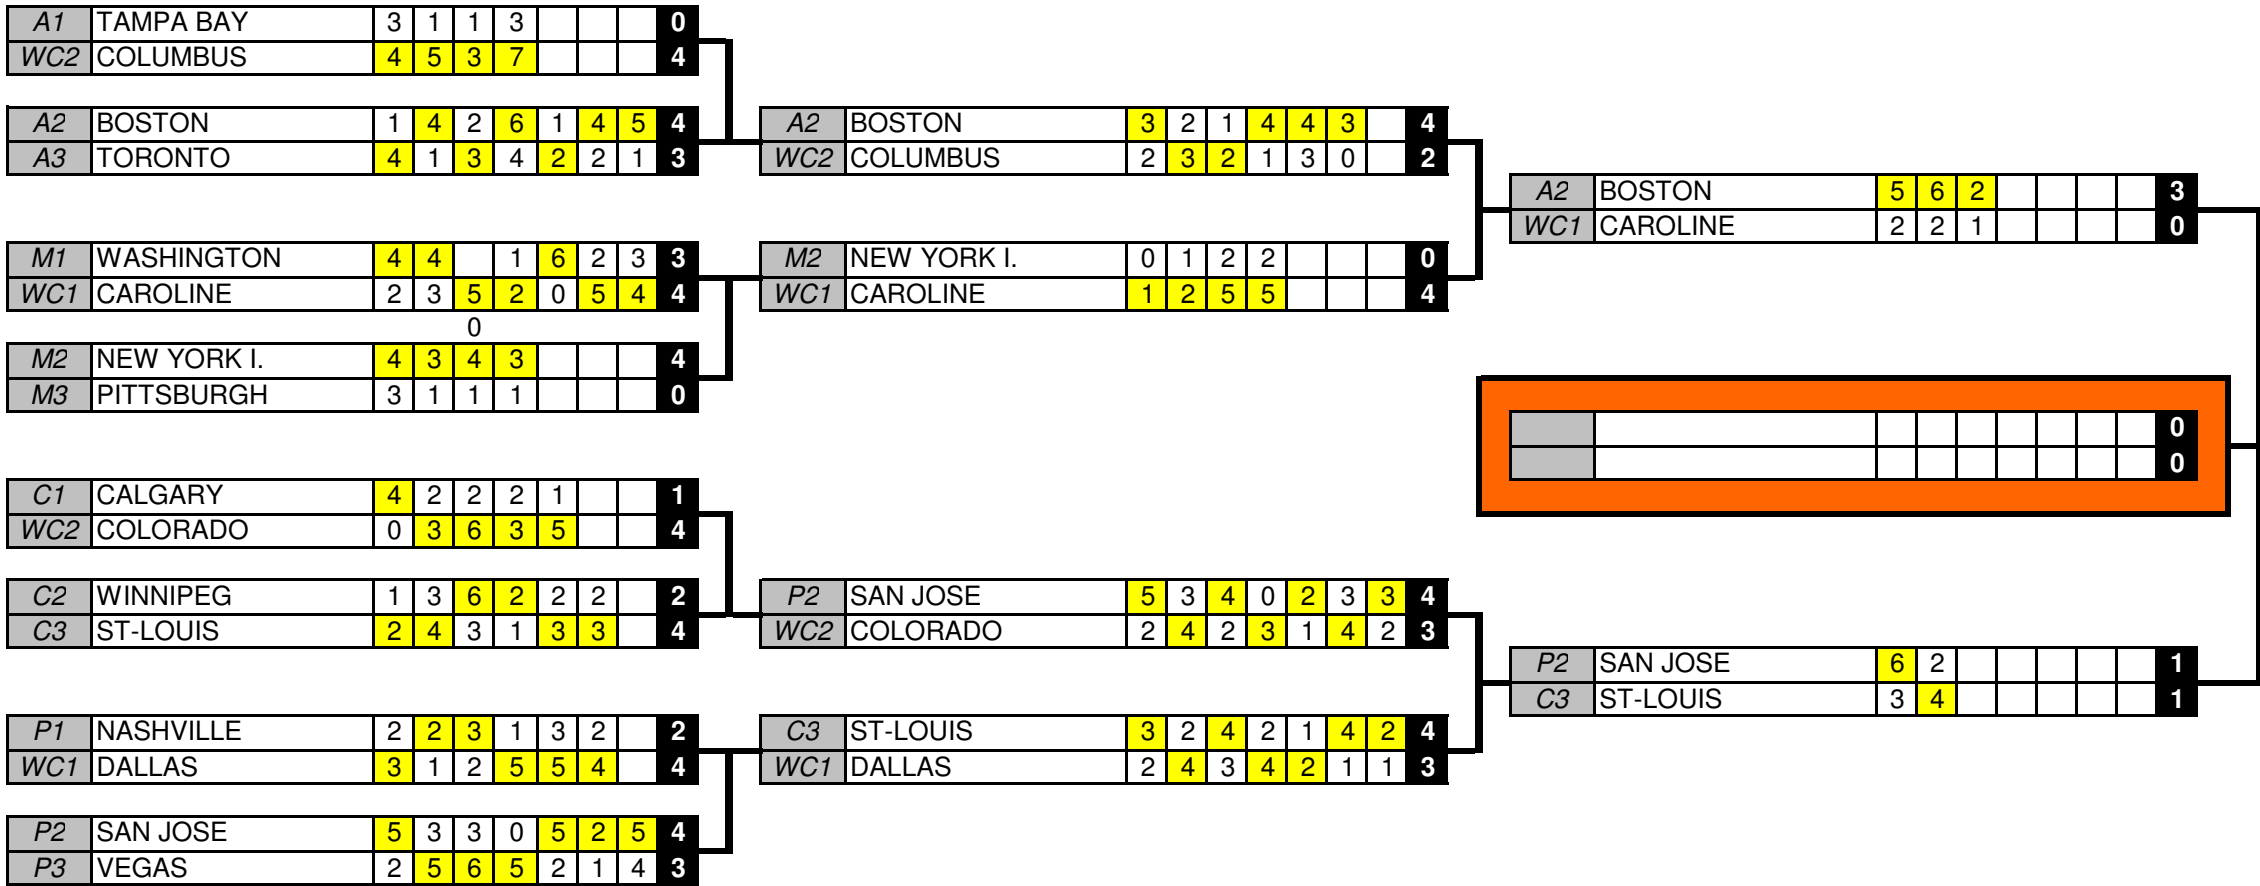 A1 TAMPA BAY 3 1 1 3 0
WC2 COLUMBUS 4 5 3 7 4
A2 BOSTON 1 4 2 6 1 4 5 4
A3 TORONTO 4 1 3 4 2 2 1 3
M1 WASHINGTON 4 4 1 6 2 3 3
WC1 CAROLINE 2 3 5 2 0 5 4 4
0
M2 NEW YORK I. 4 3 4 3 4
M3 PITTSBURGH 3 1 1 1 0
C1 CALGARY 4 2 2 2 1 1
WC2 COLORADO 0 3 6 3 5 4
C2 WINNIPEG 1 3 6 2 2 2 2
C3 ST-LOUIS 2 4 3 1 3 3 4
P1 NASHVILLE 2 2 3 1 3 2 2
WC1 DALLAS 3 1 2 5 5 4 4
P2 SAN JOSE 5 3 3 0 5 2 5 4
P3 VEGAS 2 5 6 5 2 1 4 3
A2 BOSTON 3 2 1 4 4 3 4
WC2 COLUMBUS 2 3 2 1 3 0 2
M2 NEW YORK I. 0 1 2 2 0
WC1 CAROLINE 1 2 5 5 4
P2 SAN JOSE 5 3 4 0 2 3 3 4
WC2 COLORADO 2 4 2 3 1 4 2 3
C3 ST-LOUIS 3 2 4 2 1 4 2 4
WC1 DALLAS 2 4 3 4 2 1 1 3
A2 BOSTON 5 6 2 3
WC1 CAROLINE 2 2 1 0
0
0
P2 SAN JOSE 6 2 1
C3 ST-LOUIS 3 4 1